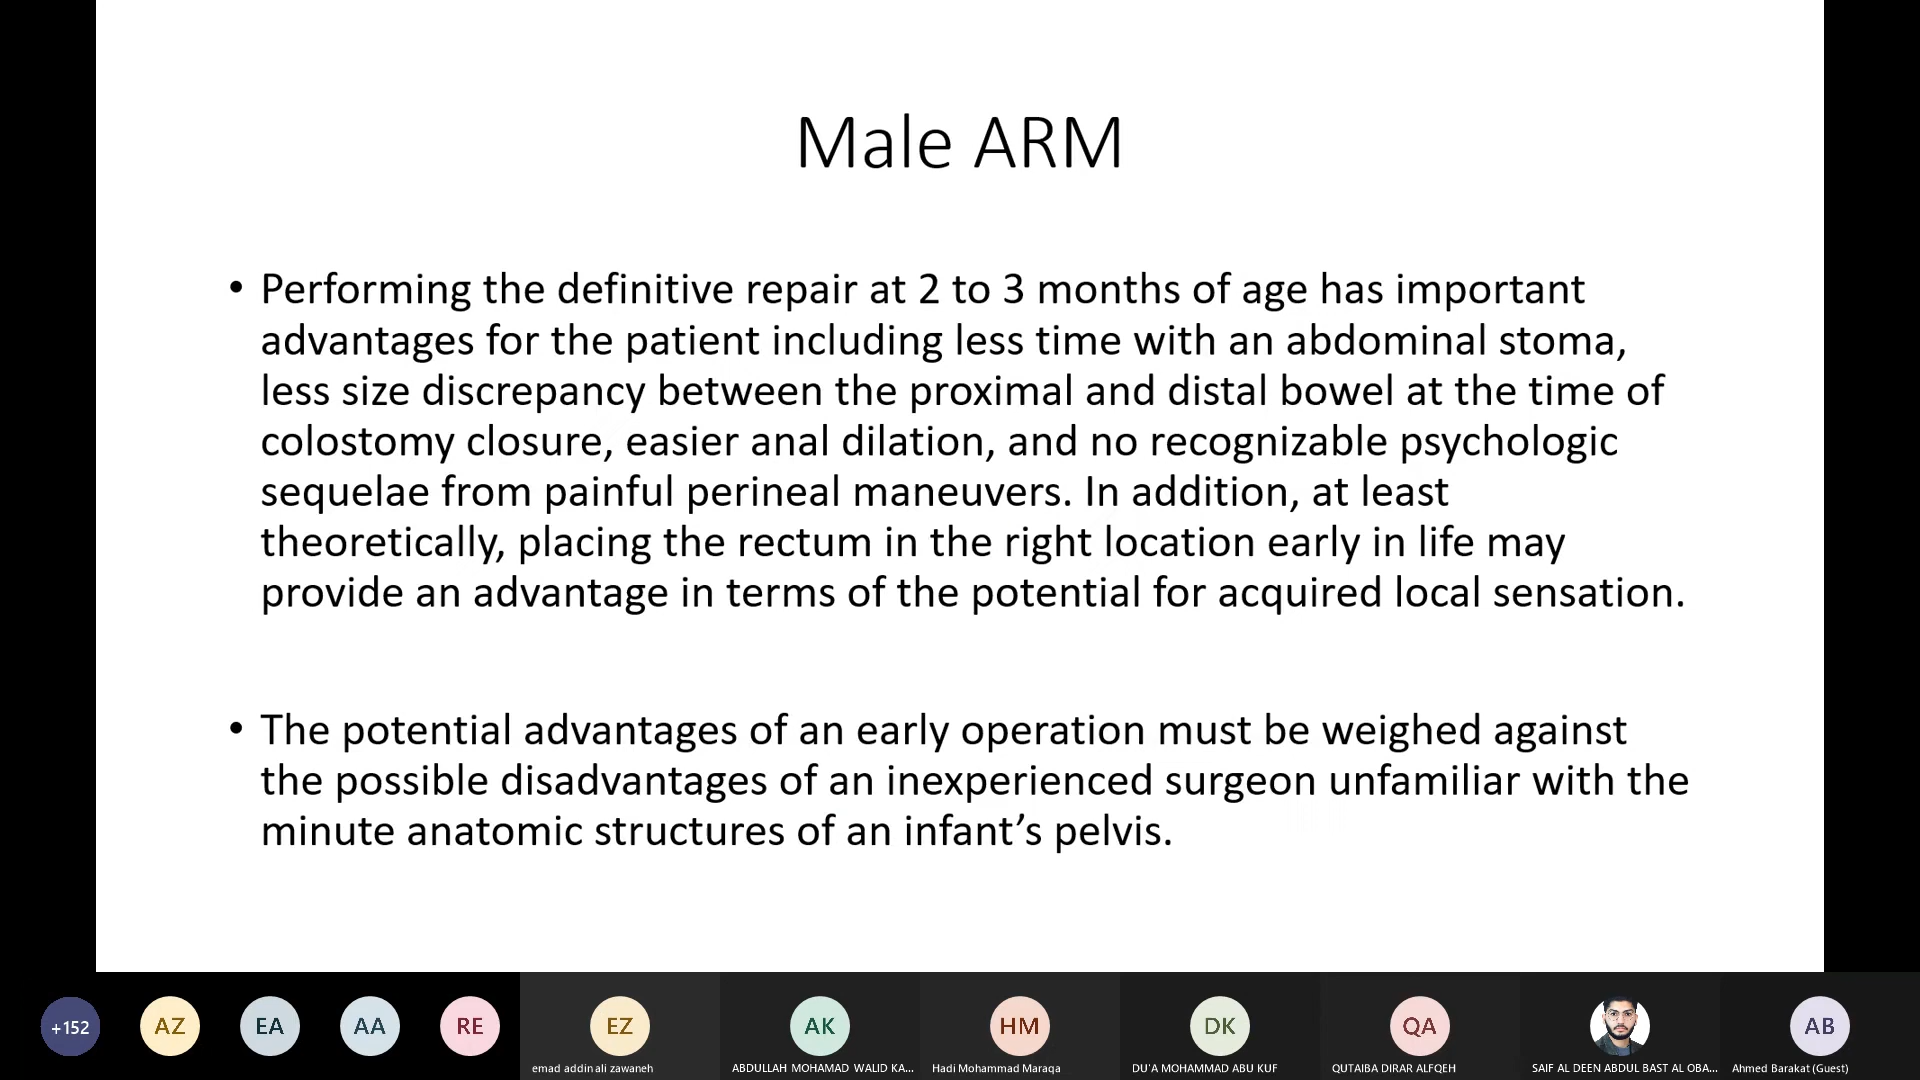 Male ARM
• Performing the definitive repair at 2 to 3 months of age has important
advantages for the patient including less time with an abdominal stoma,
less size discrepancy between the proximal and distal bowel at the time of
colostomy closure, easier anal dilation, and no recognizable psychologic
sequelae from painful perineal maneuvers. In addition, at least
theoretically, placing the rectum in the right location early in life may
provide an advantage in terms of the potential for acquired local sensation.
• The potential advantages of an early operation must be weighed against
the possible disadvantages of an inexperienced surgeon unfamiliar with the
minute anatomic structures of an infant’s pelvis.
+152 AZ EA AA RE EZ AK HM DK QA AB
emad addin ali zawaneh ABDULLAH MOHAMAD WALID KA... Hadi Mohammad Maraqa DU'A MOHAMMAD ABU KUF QUTAIBA DIRAR ALFQEH SAIF AL DEEN ABDUL BAST AL OBA... Ahmed Barakat (Guest)